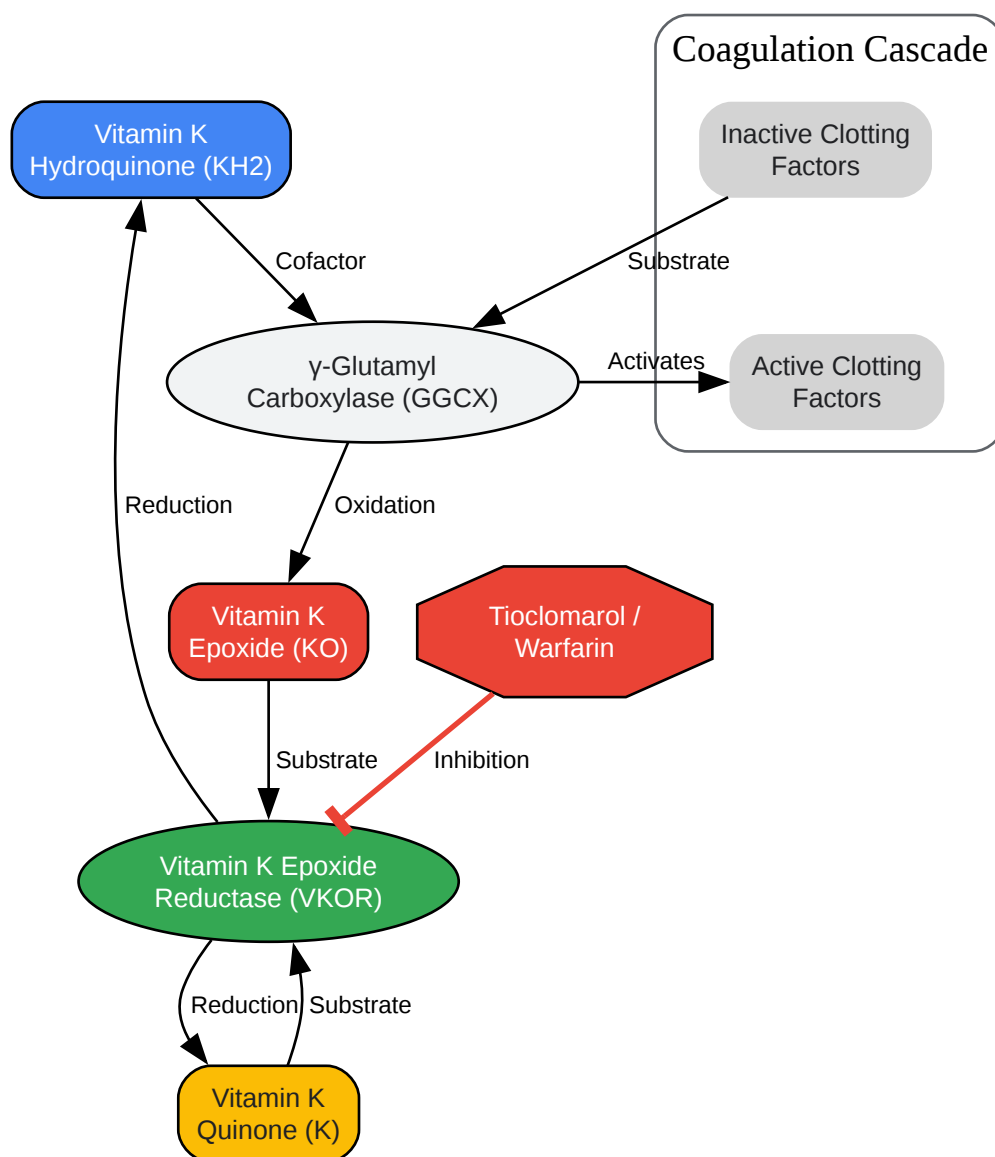 Coagulation Cascade
Vitamin K
Hydroquinone (KH2)
Inactive Clotting
Factors
Cofactor
Substrate
γ-Glutamyl
Carboxylase (GGCX)
Activates
Active Clotting
Factors
Reduction
Oxidation
Vitamin K
Epoxide (KO)
Tioclomarol /
Warfarin
Substrate
Inhibition
Vitamin K Epoxide
Reductase (VKOR)
Reduction
Substrate
Vitamin K
Quinone (K)